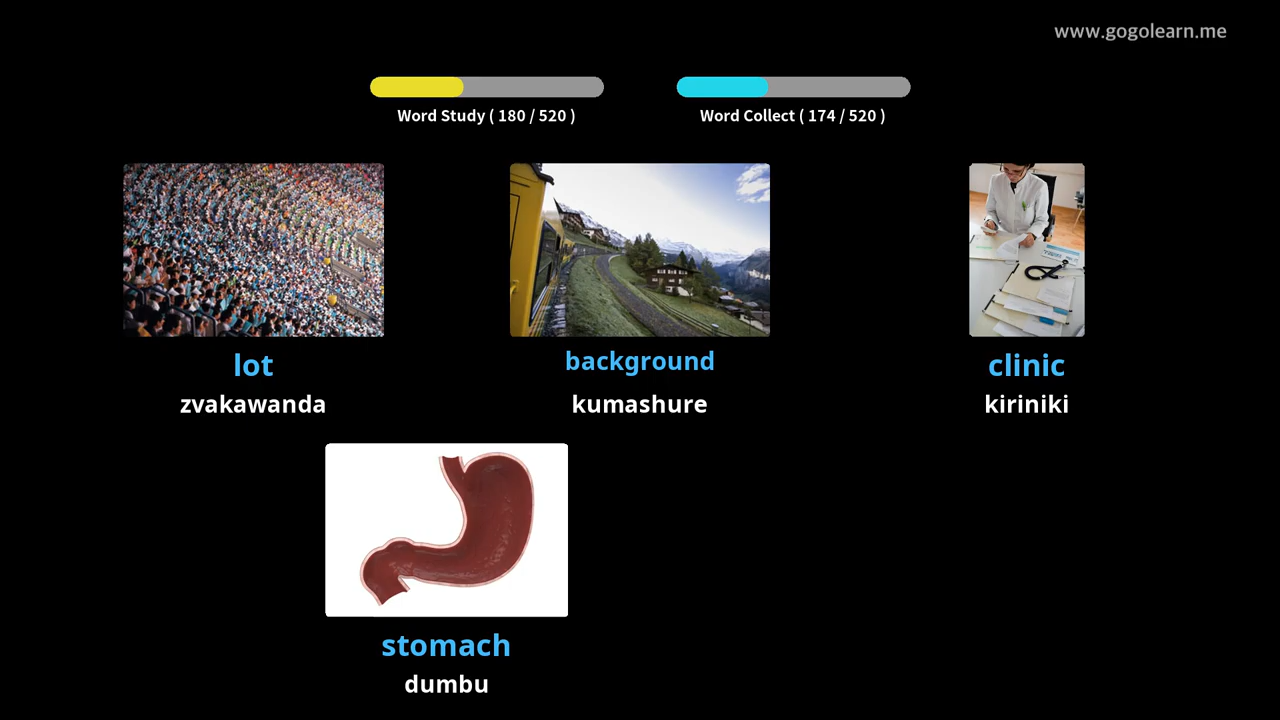 www.gogolearn.me
Word Study ( 180 / 520 )
Word Collect ( 174 / 520 )
lot
zvakawanda
background
kumashure
clinic
kiriniki
stomach
dumbu